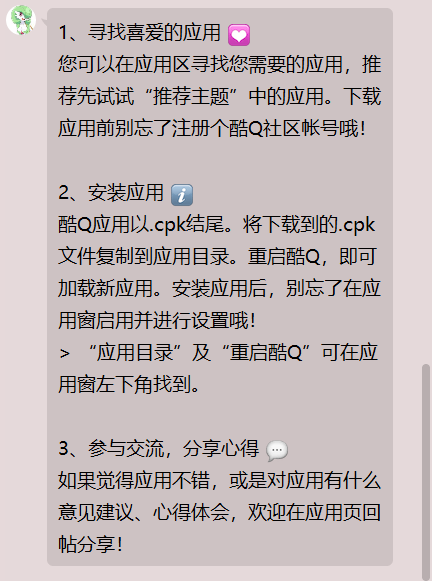 1、寻找喜爱的应用 💟
您可以在应用区寻找您需要的应用，推
荐先试试“推荐主题”中的应用。下载
应用前别忘了注册个酷Q社区帐号哦！
2、安装应用 ℹ️
酷Q应用以.cpk结尾。将下载到的.cpk
文件复制到应用目录。重启酷Q，即可
加载新应用。安装应用后，别忘了在应
用窗启用并进行设置哦！
> “应用目录”及“重启酷Q”可在应
用窗左下角找到。
3、参与交流，分享心得 💬
如果觉得应用不错，或是对应用有什么
意见建议、心得体会，欢迎在应用页回
帖分享！